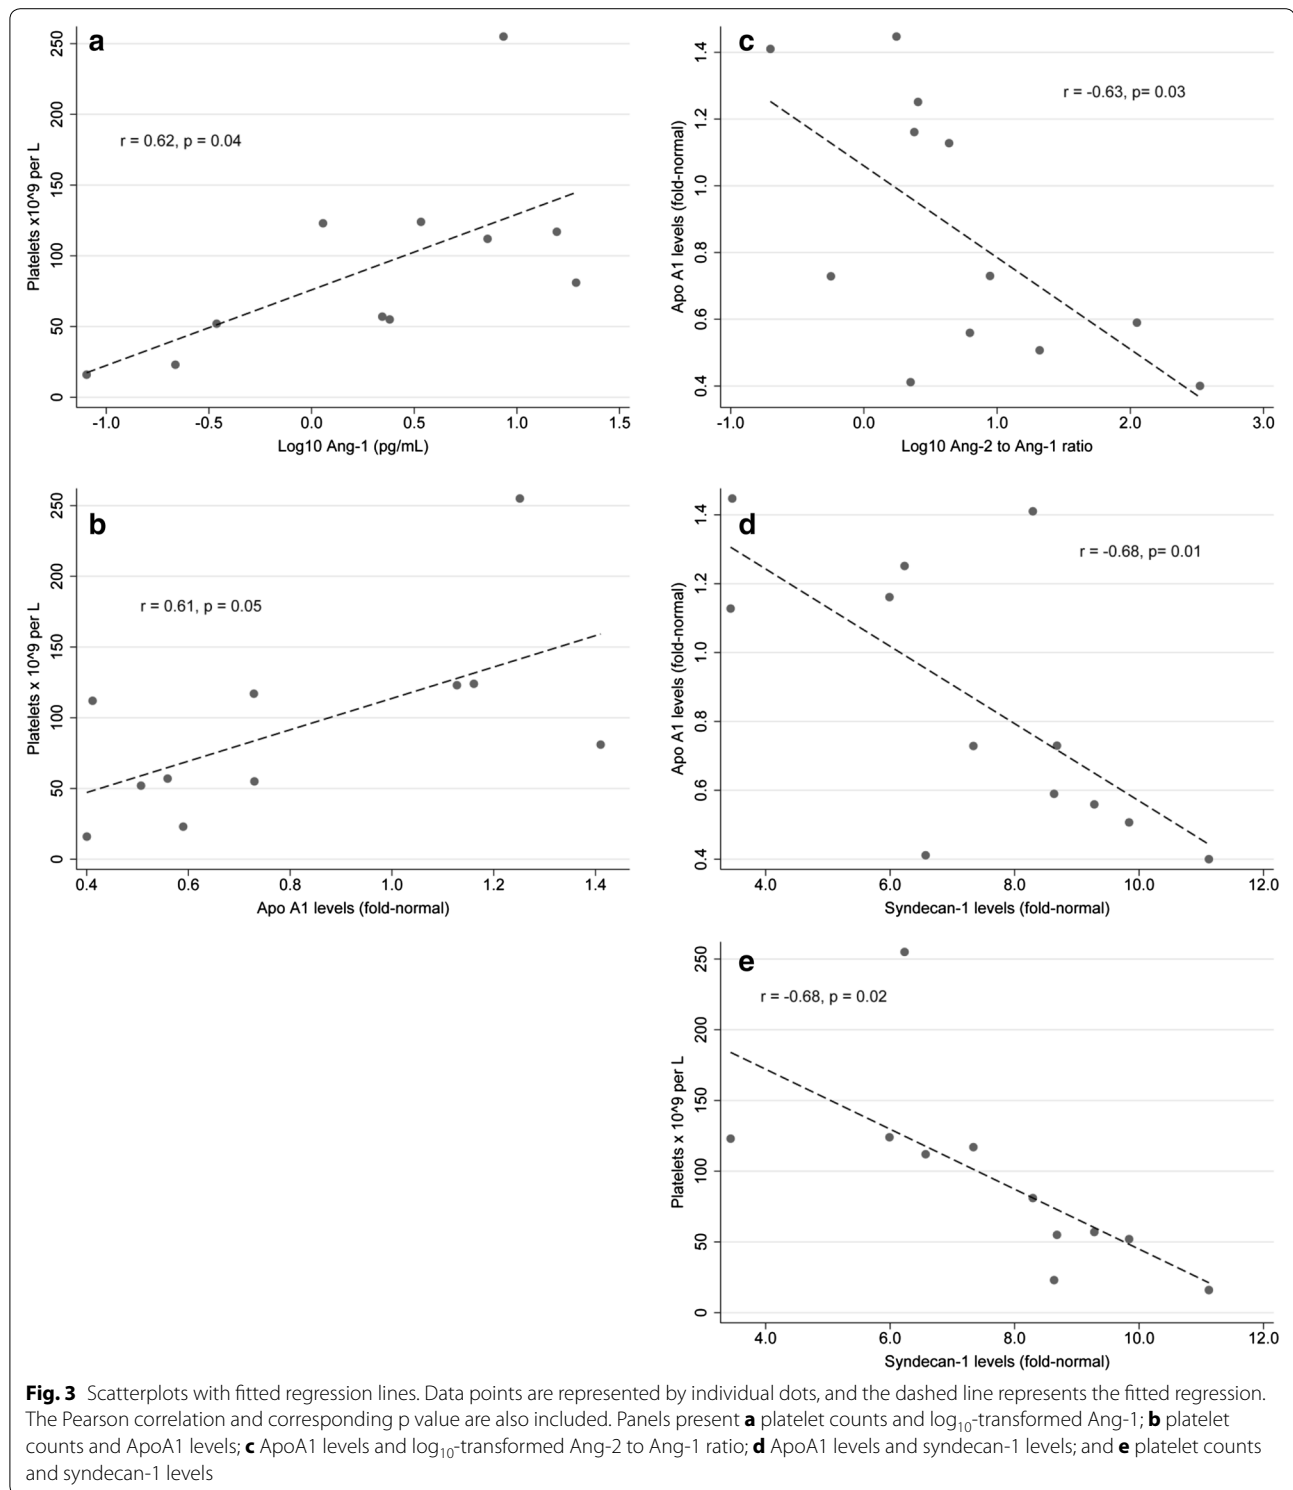 a
250
200
150
100
50
0
Platelets x10^9 per L
r = 0.62, p = 0.04
-1.0 -0.5 0.0 0.5 1.0 1.5
Log10 Ang-1 (pg/mL)
c
1.4
1.2
1.0
0.8
0.6
0.4
Apo A1 levels (fold-normal)
r = -0.63, p= 0.03
-1.0 0.0 1.0 2.0 3.0
Log10 Ang-2 to Ang-1 ratio
b
250
200
150
100
50
0
Platelets x 10^9 per L
r = 0.61, p = 0.05
0.4 0.6 0.8 1.0 1.2 1.4
Apo A1 levels (fold-normal)
d
1.4
1.2
1.0
0.8
0.6
0.4
Apo A1 levels (fold-normal)
r = -0.68, p= 0.01
4.0 6.0 8.0 10.0 12.0
Syndecan-1 levels (fold-normal)
e
250
200
150
100
50
0
Platelets x 10^9 per L
r = -0.68, p = 0.02
4.0 6.0 8.0 10.0 12.0
Syndecan-1 levels (fold-normal)
Fig. 3 Scatterplots with fitted regression lines. Data points are represented by individual dots, and the dashed line represents the fitted regression.
The Pearson correlation and corresponding p value are also included. Panels present a platelet counts and log10-transformed Ang-1; b platelet
counts and ApoA1 levels; c ApoA1 levels and log10-transformed Ang-2 to Ang-1 ratio; d ApoA1 levels and syndecan-1 levels; and e platelet counts
and syndecan-1 levels